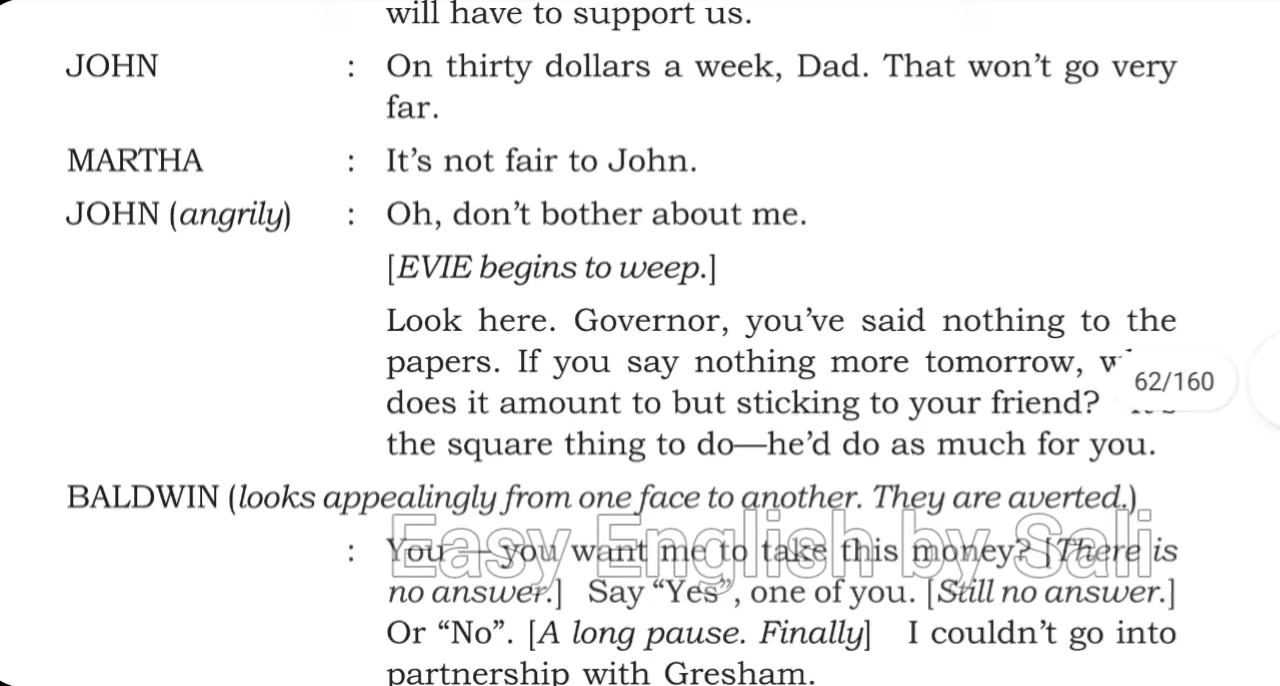 will have to support us.
JOHN : On thirty dollars a week, Dad. That won't go very
far.
MARTHA : It's not fair to John.
JOHN (angrily) : Oh, don't bother about me.
[EVIE begins to weep.]
Look here. Governor, you've said nothing to the
papers. If you say nothing more tomorrow,
62/160
does it amount to but sticking to your friend?
the square thing to do—he'd do as much for you.
BALDWIN (looks appealingly from one face to another. They are averted.)
Easy English by Sali
: You — you want me to take this money? [There is
no answer.] Say “Yes”, one of you. [Still no answer.]
Or “No”. [A long pause. Finally] I couldn't go into
partnership with Gresham.